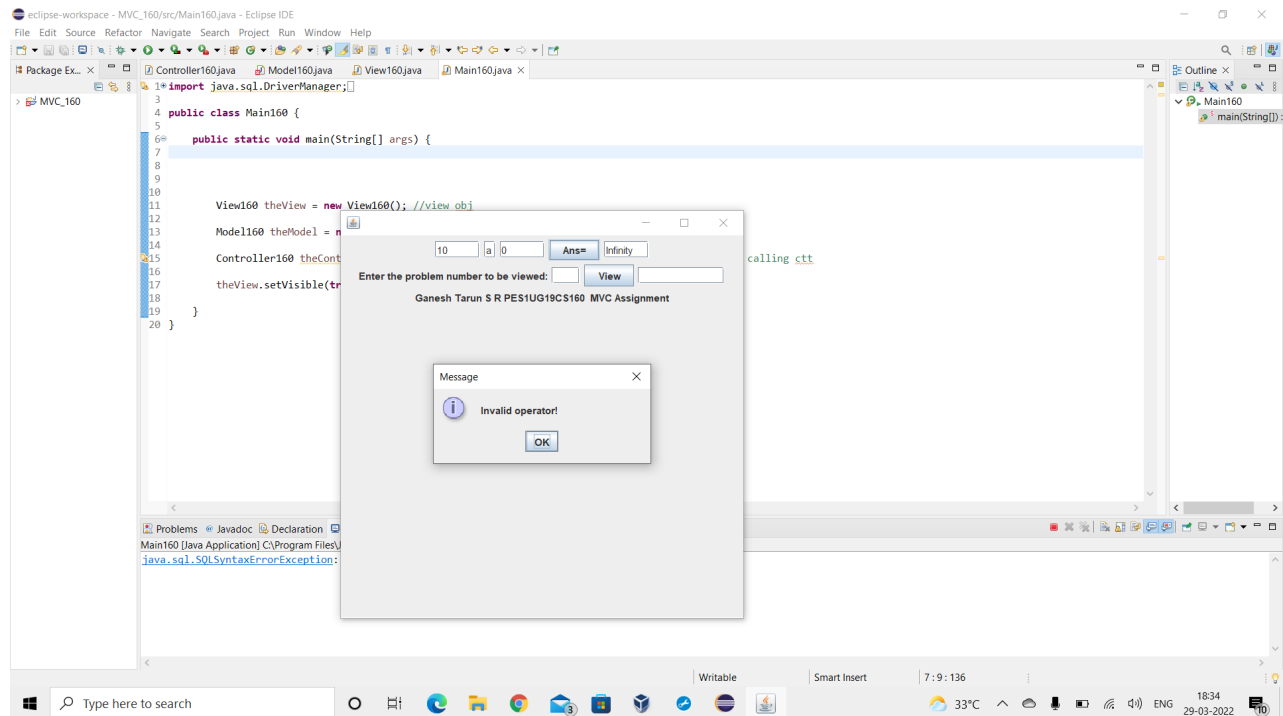 eclipse-workspace - MVC_160/src/Main160.java - Eclipse IDE
File Edit Source Refactor Navigate Search Project Run Window Help
Package Ex...
Controller160.java Model160.java View160.java Main160.java
Outline
MVC_160
Main160
main(String[]) :
1 import java.sql.DriverManager;
3
4 public class Main160 {
5
6 public static void main(String[] args) {
7
8
9
10
11 View160 theView = new View160(); //view obj
12
13 Model160 theModel = n
14
15 Controller160 theCont calling ctt
16
17 theView.setVisible(tr
18
19 }
20 }
10 a 0 Ans= Infinity
Enter the problem number to be viewed: View
Ganesh Tarun S R PES1UG19CS160 MVC Assignment
Message
Invalid operator!
OK
Problems Javadoc Declaration
Main160 [Java Application] C:\Program Files\J
java.sql.SQLSyntaxErrorException:
Writable Smart Insert 7 : 9 : 136
Type here to search
3
33°C ENG
18:34
29-03-2022
10